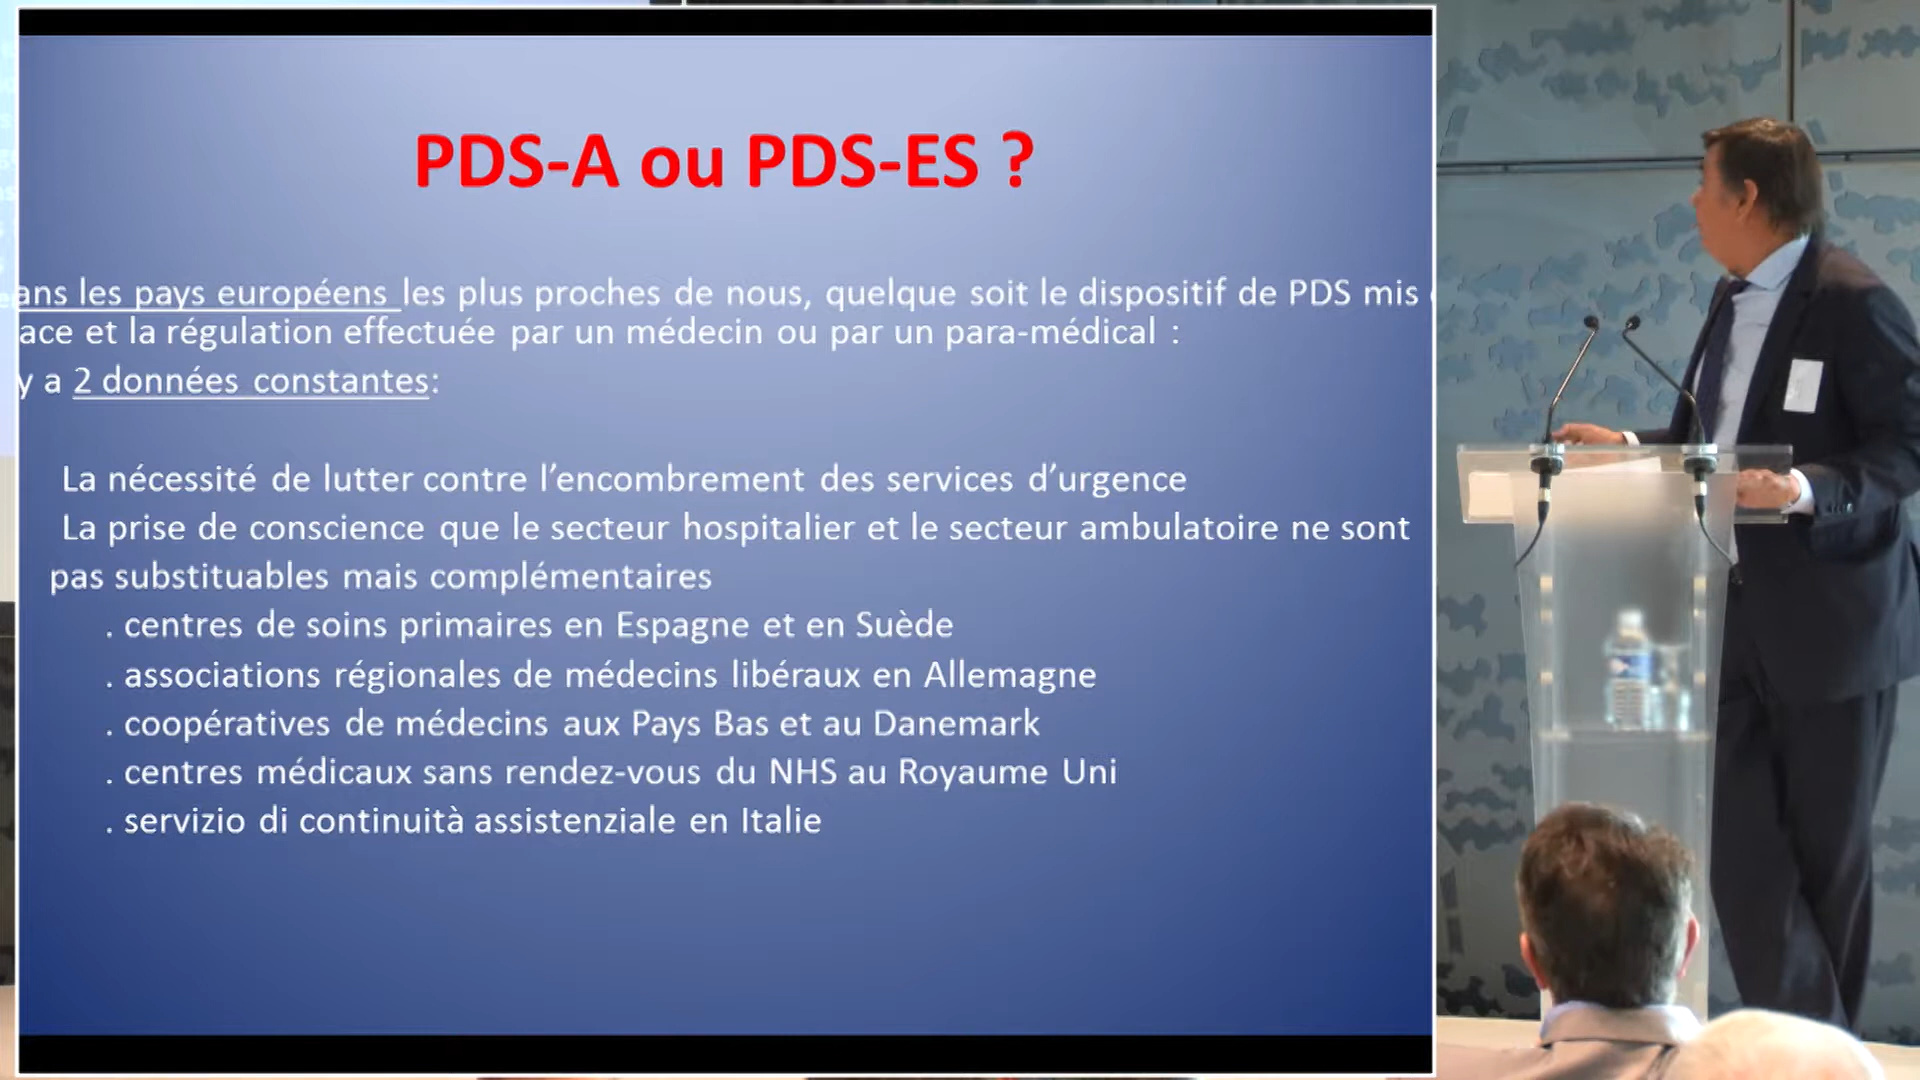 PDS-A ou PDS-ES ?
ans les pays européens les plus proches de nous, quelque soit le dispositif de PDS mis
ace et la régulation effectuée par un médecin ou par un para-médical :
y a 2 données constantes:
La nécessité de lutter contre l’encombrement des services d’urgence
La prise de conscience que le secteur hospitalier et le secteur ambulatoire ne sont
pas substituables mais complémentaires
. centres de soins primaires en Espagne et en Suède
. associations régionales de médecins libéraux en Allemagne
. coopératives de médecins aux Pays Bas et au Danemark
. centres médicaux sans rendez-vous du NHS au Royaume Uni
. servizio di continuità assistenziale en Italie